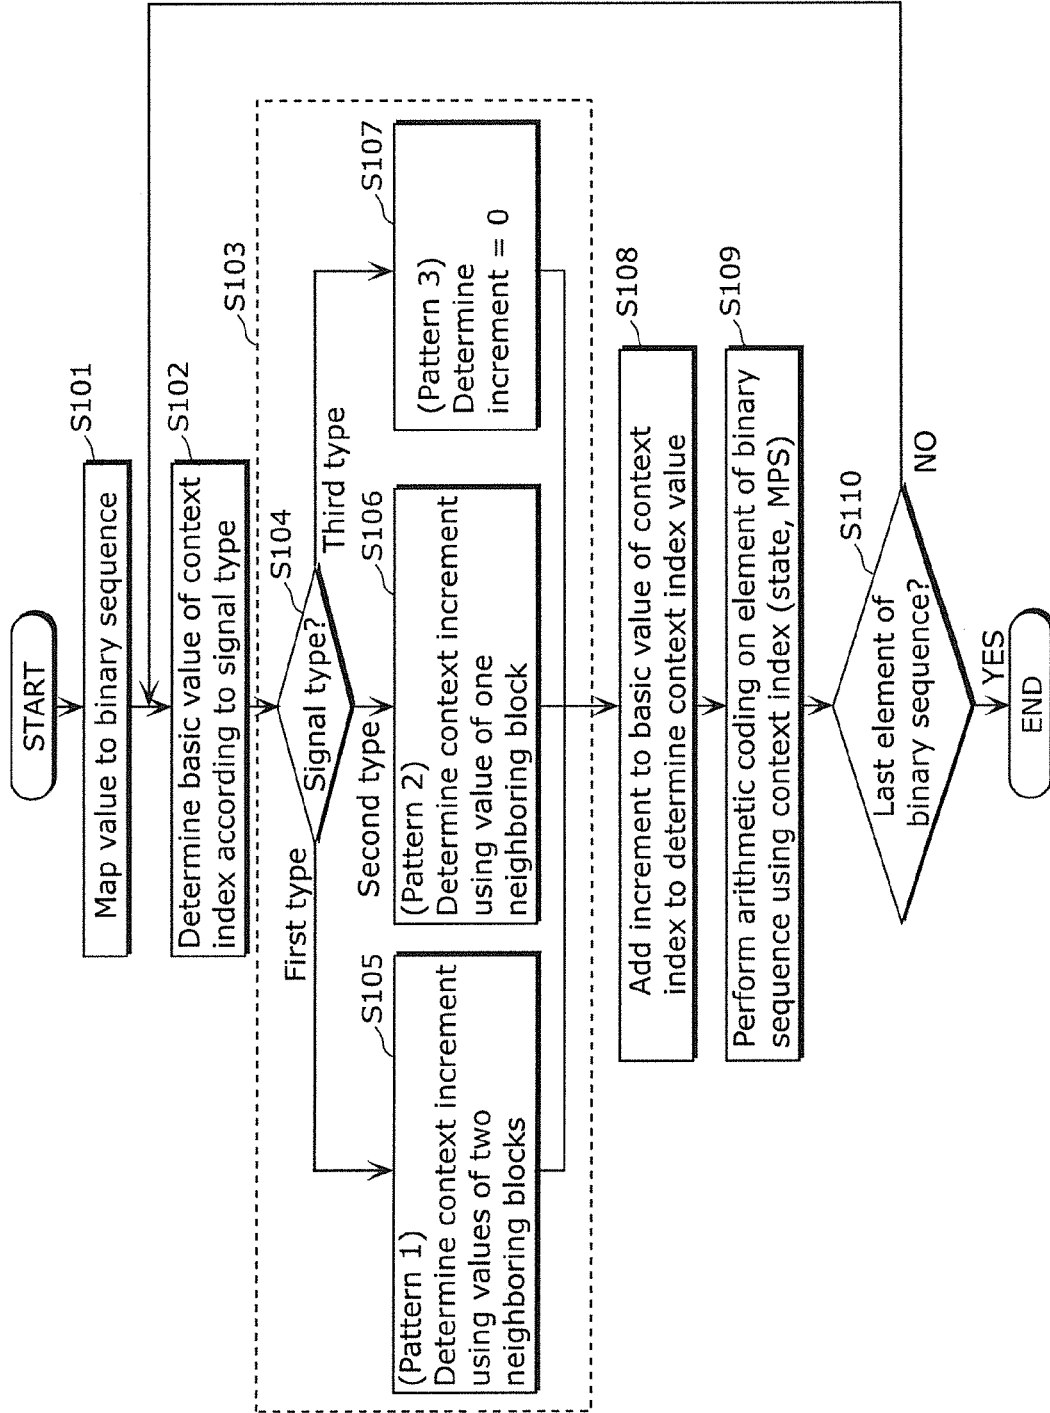 START
S101
Map value to binary sequence
S102
Determine basic value of context
index according to signal type
S103
S104
Signal type?
First type
Second type
Third type
S105
(Pattern 1)
Determine context increment
using values of two
neighboring blocks
S106
(Pattern 2)
Determine context increment
using value of one
neighboring block
S107
(Pattern 3)
Determine
increment = 0
S108
Add increment to basic value of context
index to determine context index value
S109
Perform arithmetic coding on element of binary
sequence using context index (state, MPS)
S110
Last element of
binary sequence?
NO
YES
END